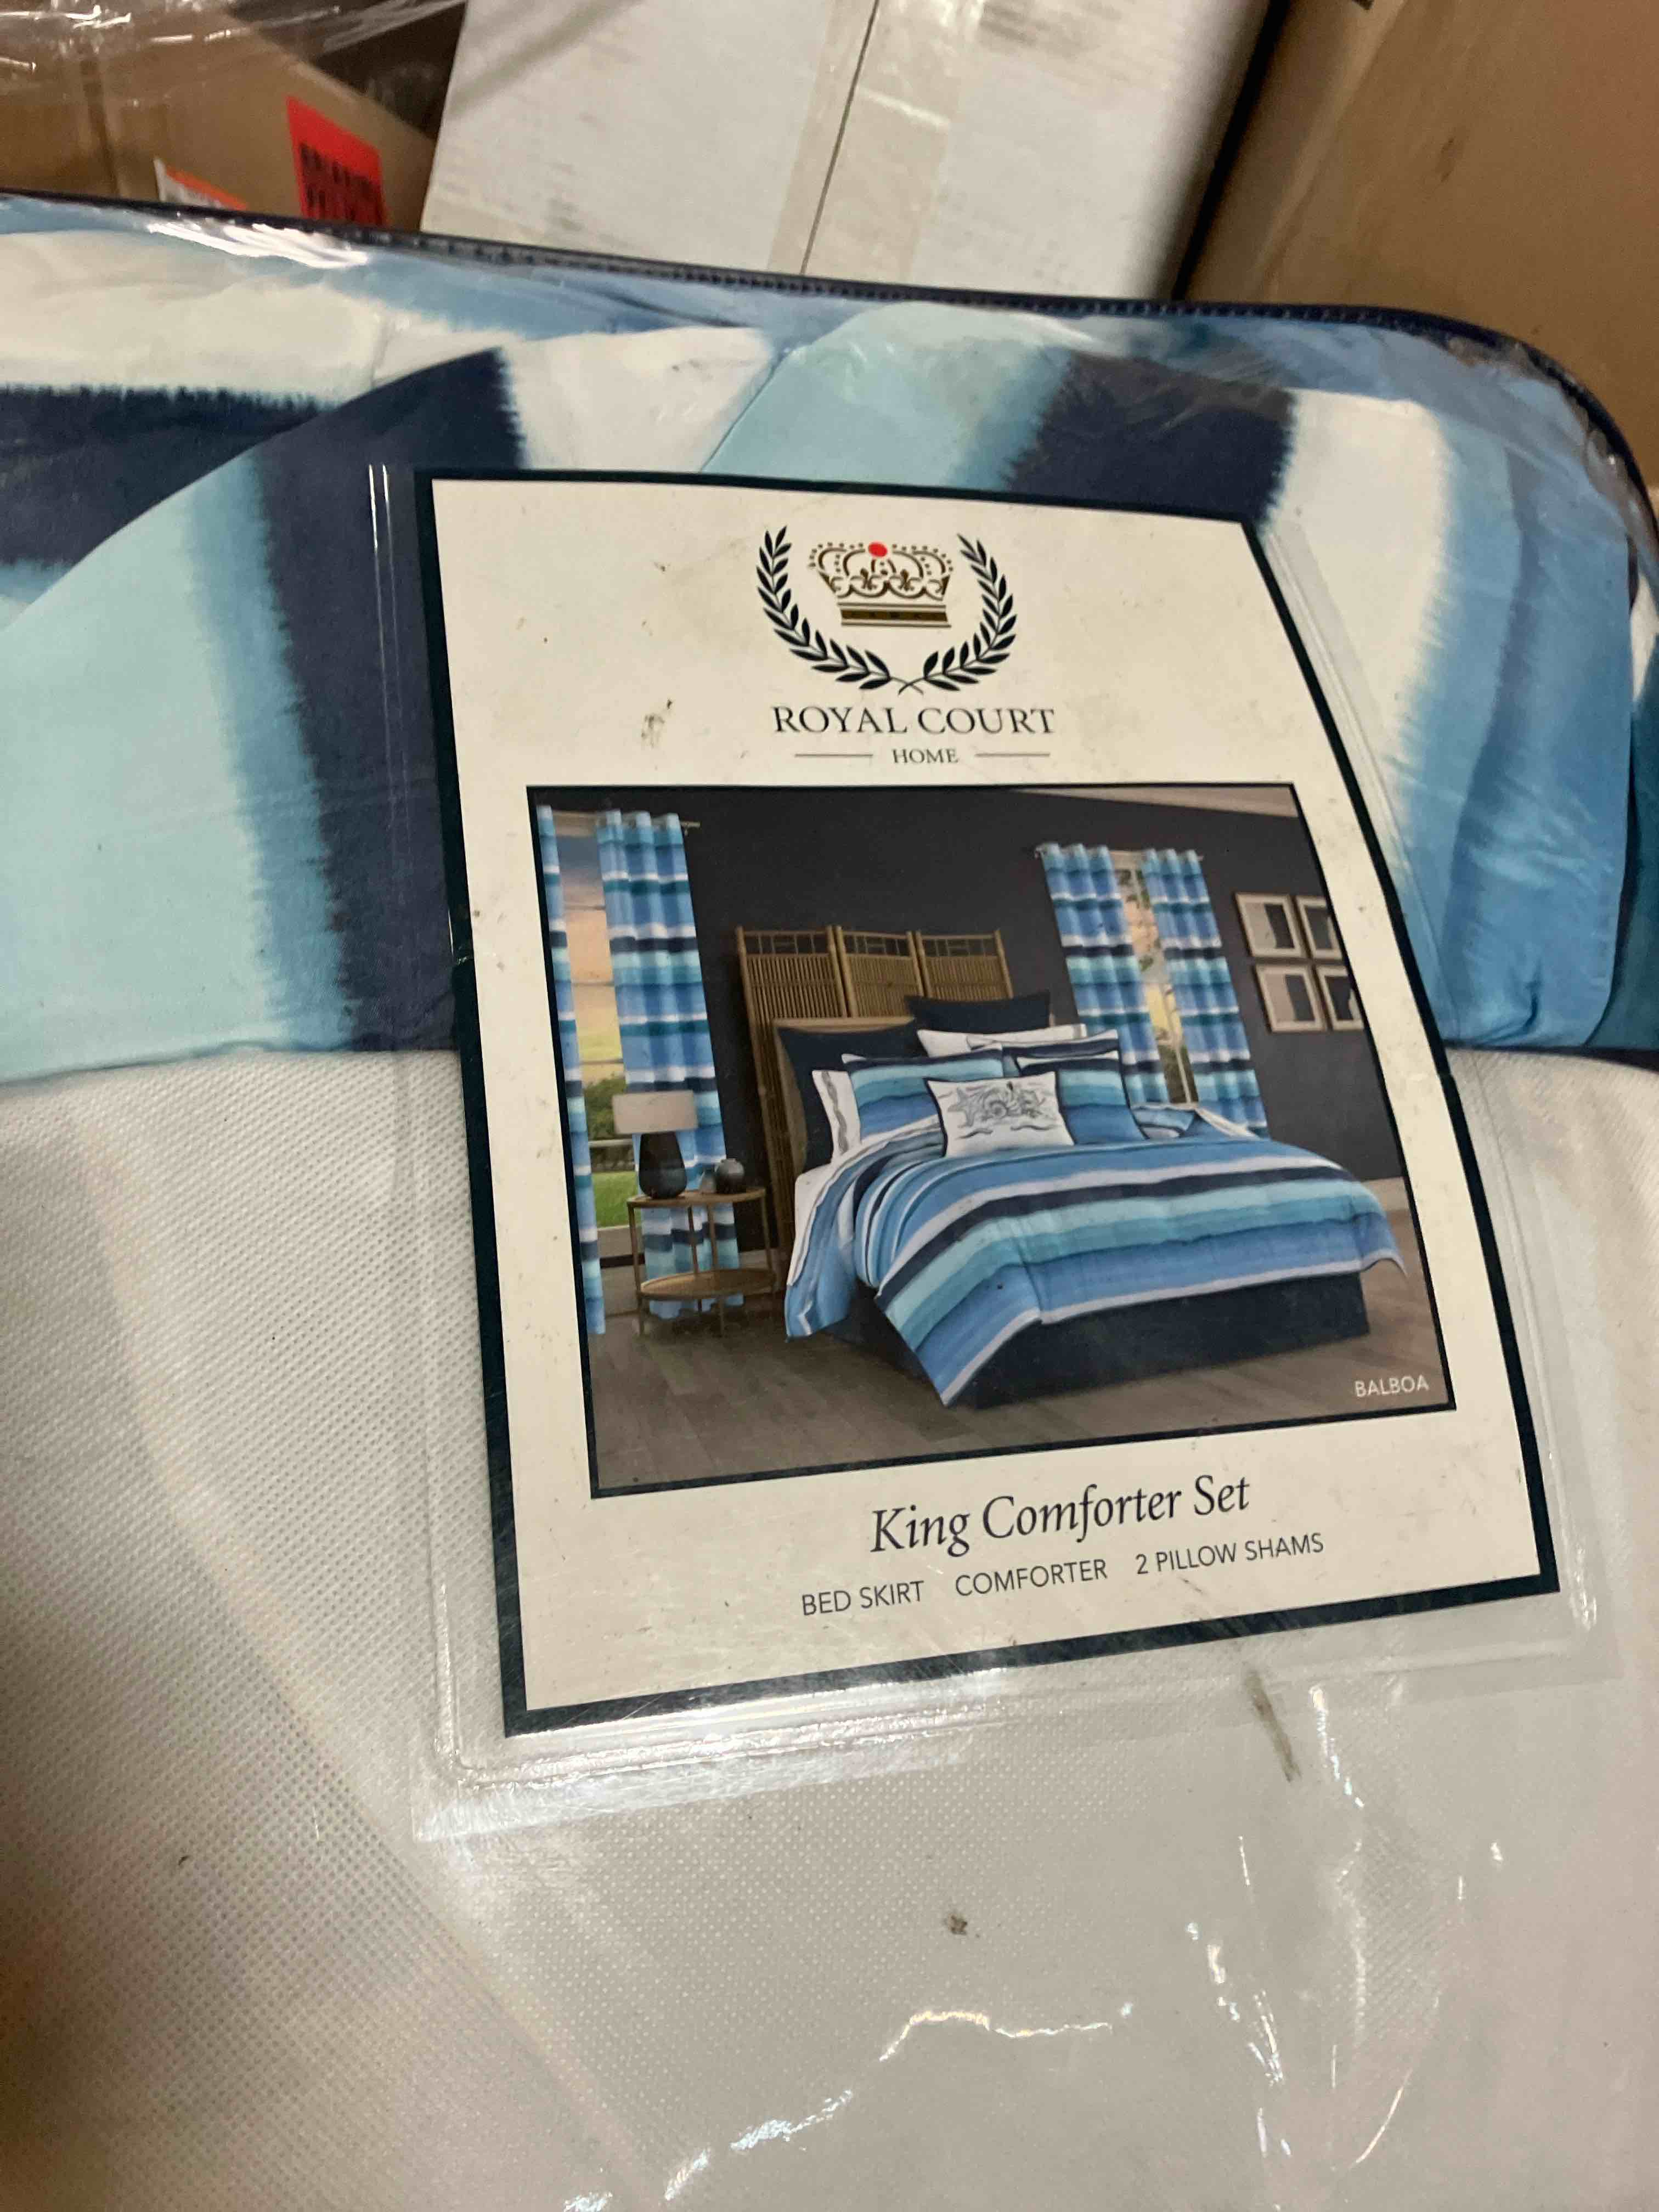 ROYAL COURT
HOME
BALBOA
King Comforter Set
BED SKIRT COMFORTER 2 PILLOW SHAMS